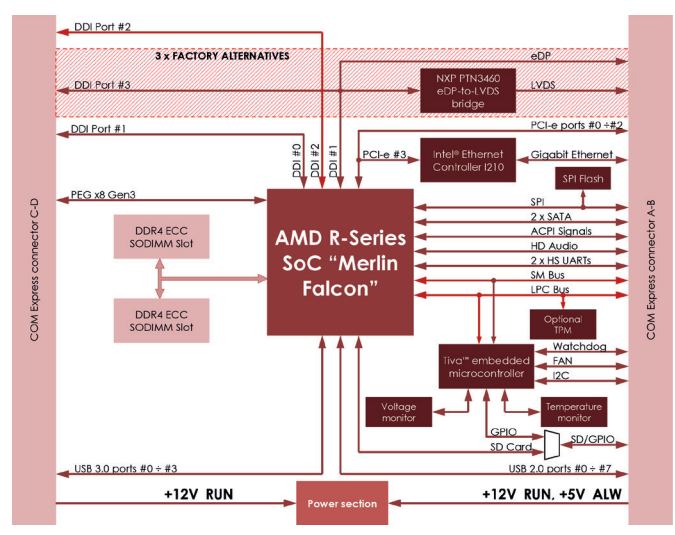 DDI Port #2
3 x FACTORY ALTERNATIVES
eDP
DDI Port #3
NXP PTN3460
eDP-to-LVDS
bridge
LVDS
DDI Port #1
DDI #0
DDI #2
DDI #1
PCI-e ports #0 ÷#2
PCI-e #3
Intel® Ethernet
Controller I210
Gigabit Ethernet
SPI Flash
PEG x8 Gen3
SPI
2 x SATA
ACPI Signals
HD Audio
2 x HS UARTs
SM Bus
LPC Bus
AMD R-Series
SoC “Merlin
Falcon”
DDR4 ECC
SODIMM Slot
DDR4 ECC
SODIMM Slot
COM Express connector C-D
COM Express connector A-B
Optional
TPM
Tiva™ embedded
microcontroller
Watchdog
FAN
I2C
Voltage
monitor
Temperature
monitor
GPIO
SD Card
SD/GPIO
USB 3.0 ports #0 ÷ #3
USB 2.0 ports #0 ÷ #7
+12V RUN
Power section
+12V RUN, +5V ALW